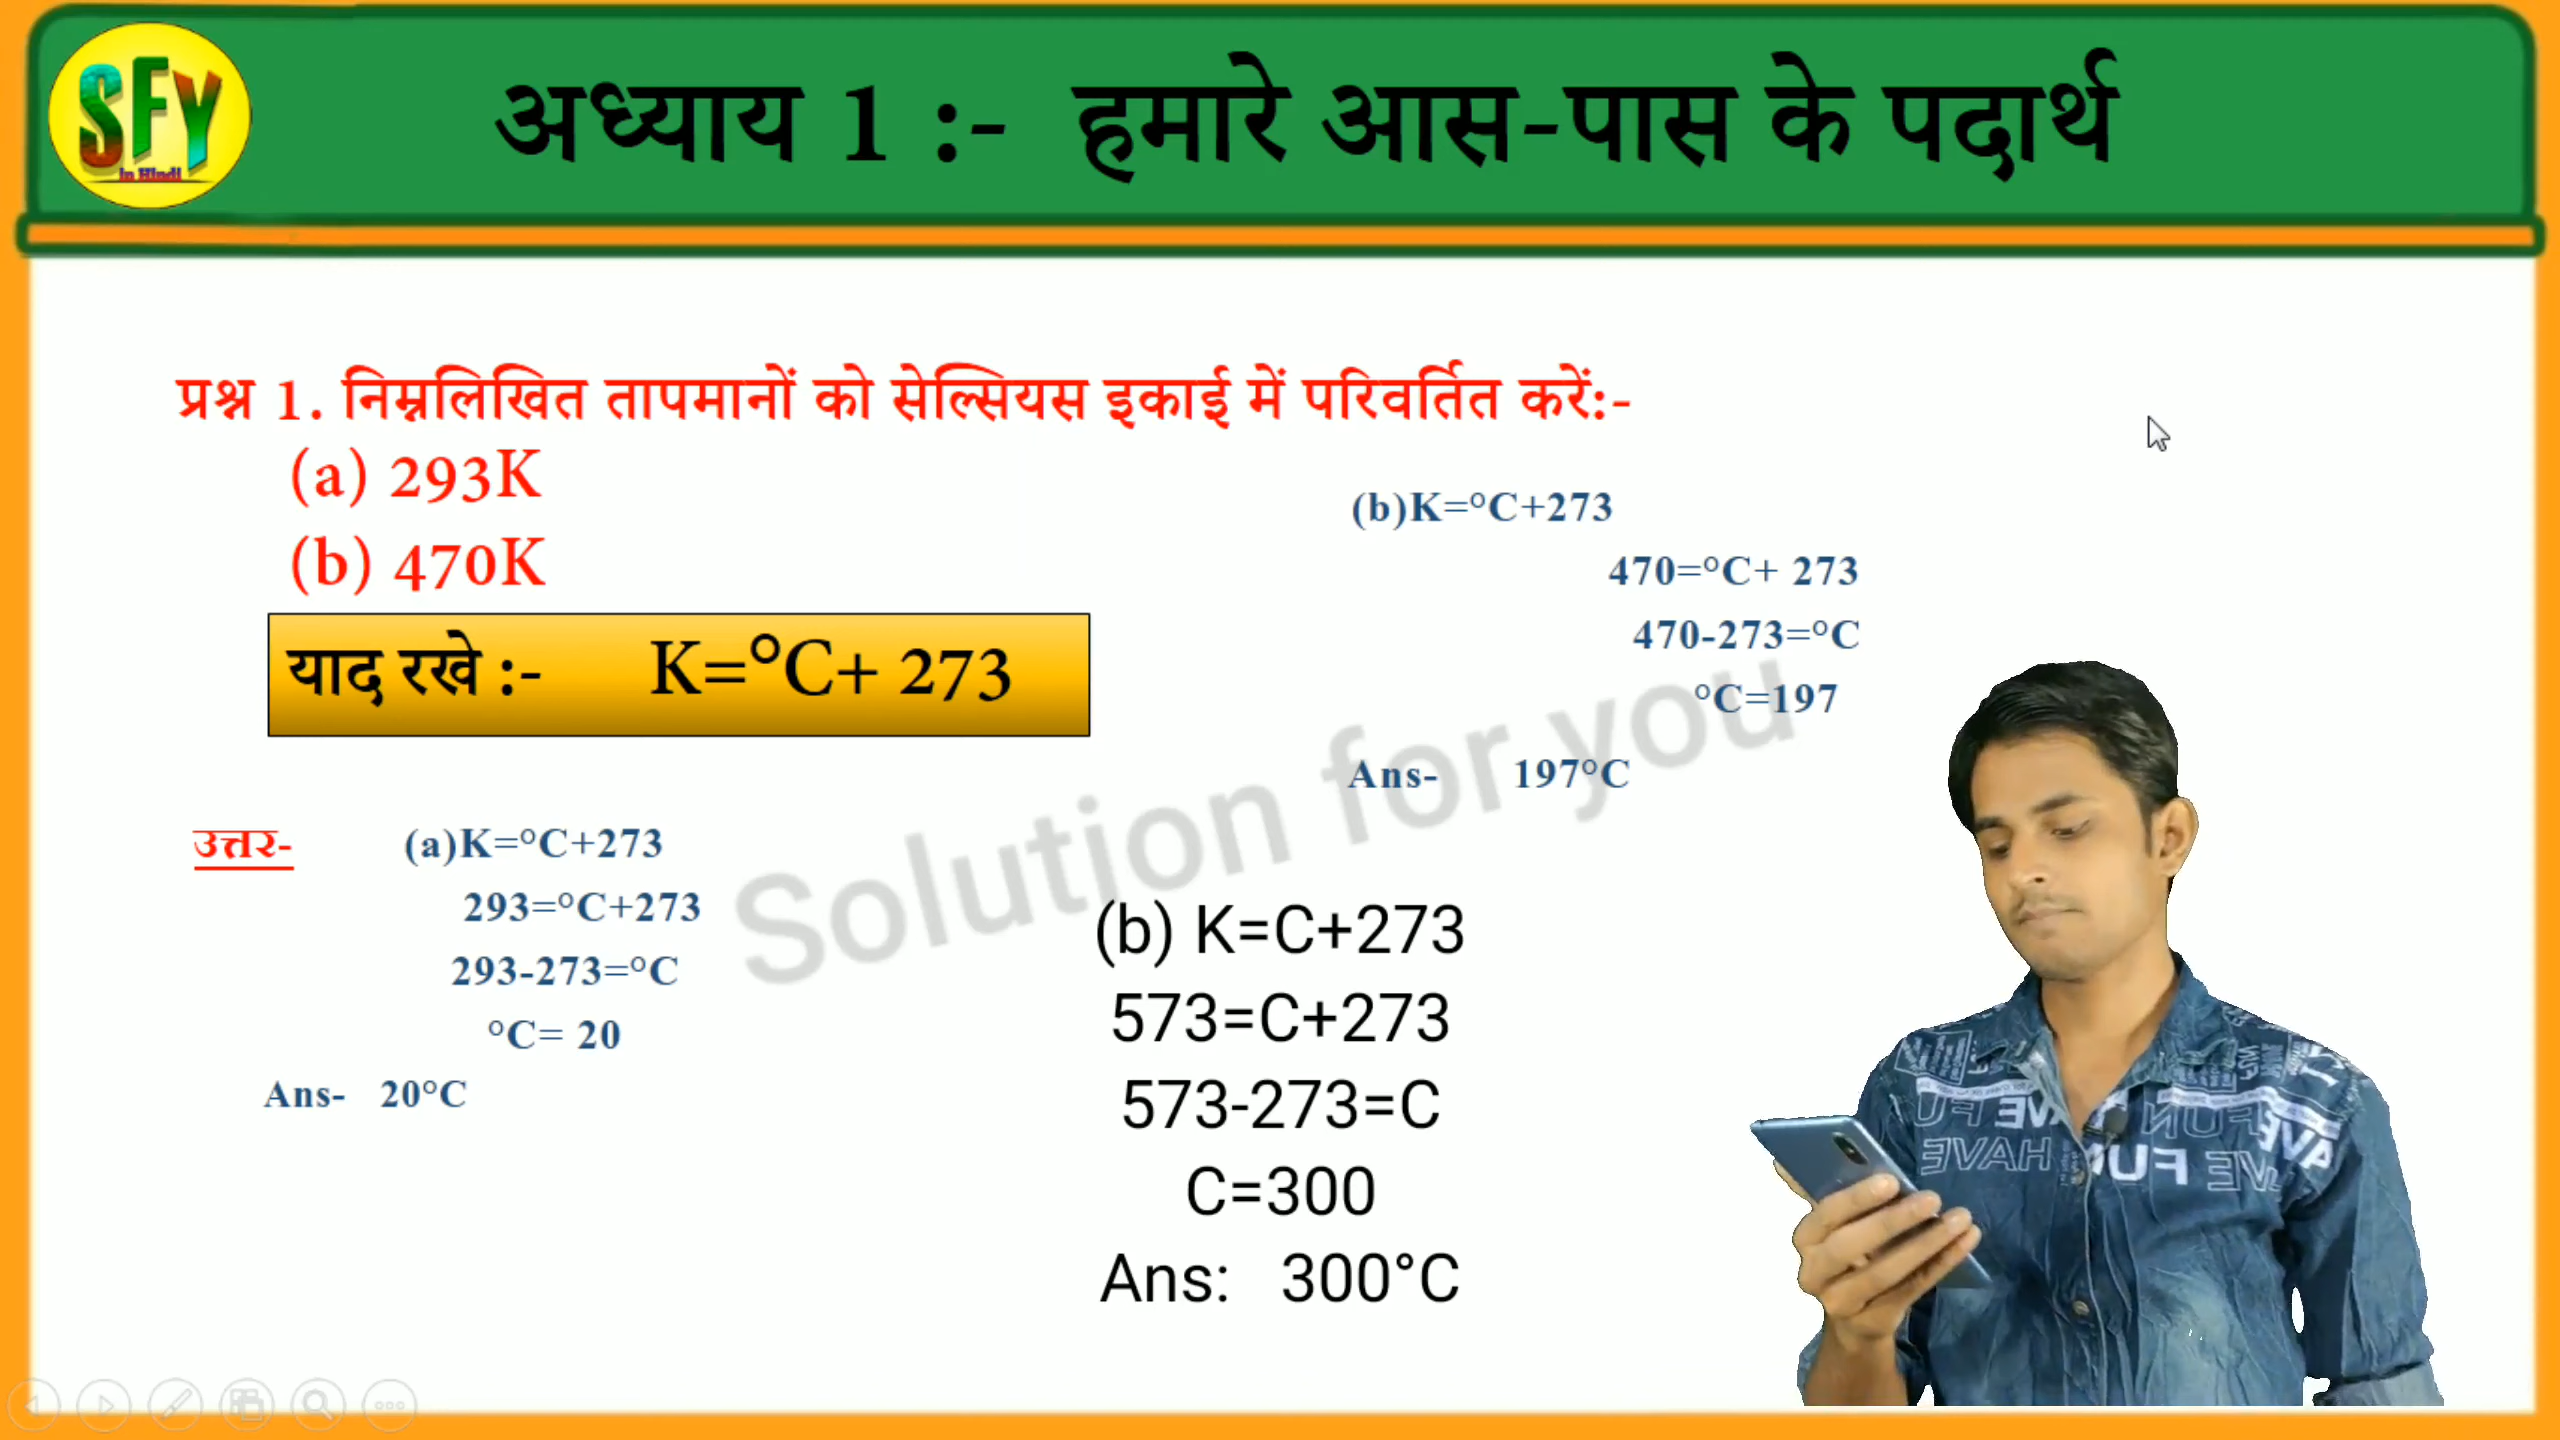 SFY
in Hindi
अध्याय 1 :- हमारे आस-पास के पदार्थ
प्रश्न 1. निम्नलिखित तापमानों को सेल्सियस इकाई में परिवर्तित करें:-
(a) 293K
(b) 470K
याद रखे :- K=°C+ 273
उत्तर- (a)K=°C+273
293=°C+273
293-273=°C
°C= 20
Ans- 20°C
(b)K=°C+273
470=°C+ 273
470-273=°C
°C=197
Ans- 197°C
Solution for you
(b) K=C+273
573=C+273
573-273=C
C=300
Ans: 300°C